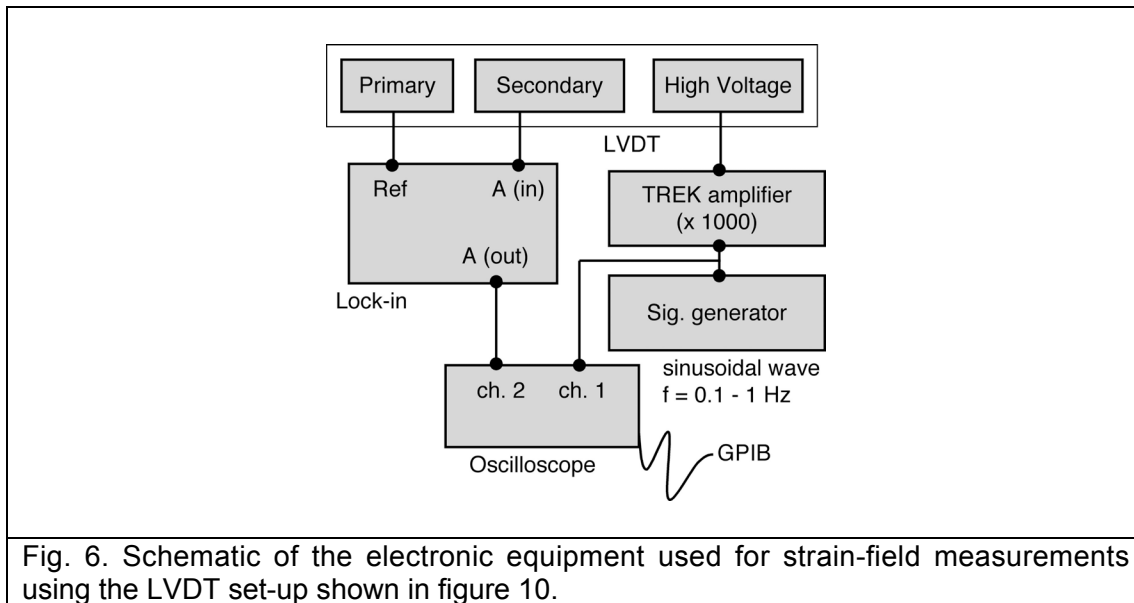 Primary
Secondary
High Voltage
LVDT
Ref
A (in)
TREK amplifier
(x 1000)
A (out)
Lock-in
Sig. generator
sinusoidal wave
f = 0.1 - 1 Hz
ch. 2
ch. 1
Oscilloscope
GPIB
Fig. 6. Schematic of the electronic equipment used for strain-field measurements
using the LVDT set-up shown in figure 10.